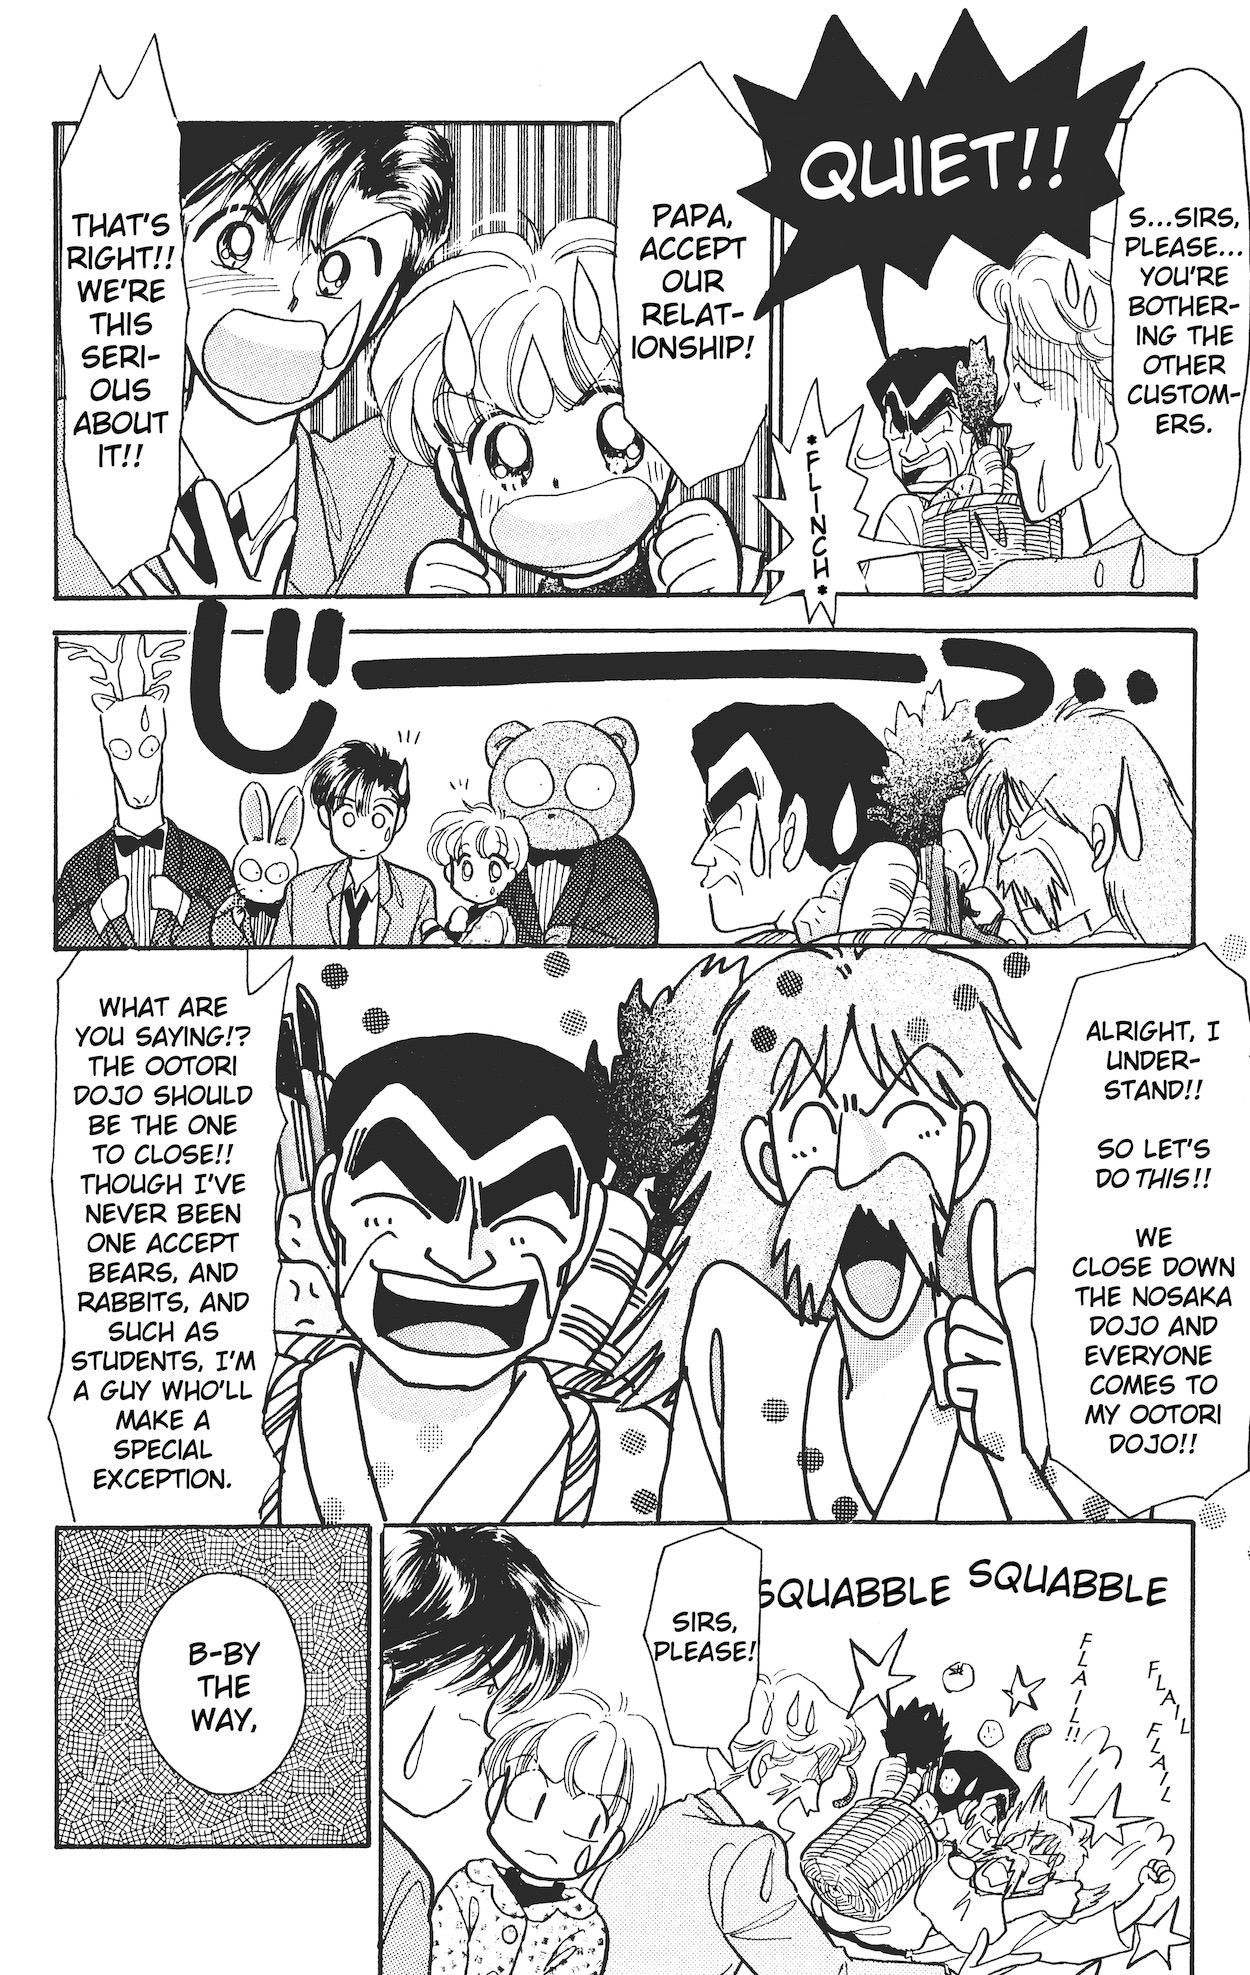 S...SIRS,
PLEASE...
YOU'RE
BOTHER-
ING THE
OTHER
CUSTOM-
ERS.
QUIET!!
*FLINCH*
PAPA,
ACCEPT
OUR
RELAT-
IONSHIP!
THAT'S
RIGHT!!
WE'RE
THIS
SERI-
OUS
ABOUT
IT!!
じーっ・・
ALRIGHT, I
UNDER-
STAND!!
SO LET'S
DO THIS!!
WE
CLOSE DOWN
THE NOSAKA
DOJO AND
EVERYONE
COMES TO
MY OOTORI
DOJO!!
WHAT ARE
YOU SAYING!?
THE OOTORI
DOJO SHOULD
BE THE ONE
TO CLOSE!!
THOUGH I'VE
NEVER BEEN
ONE ACCEPT
BEARS, AND
RABBITS, AND
SUCH AS
STUDENTS, I'M
A GUY WHO'LL
MAKE A
SPECIAL
EXCEPTION.
SQUABBLE
SQUABBLE
FLAIL
FLAIL
FLAIL!!
SIRS,
PLEASE!
B-BY
THE
WAY,